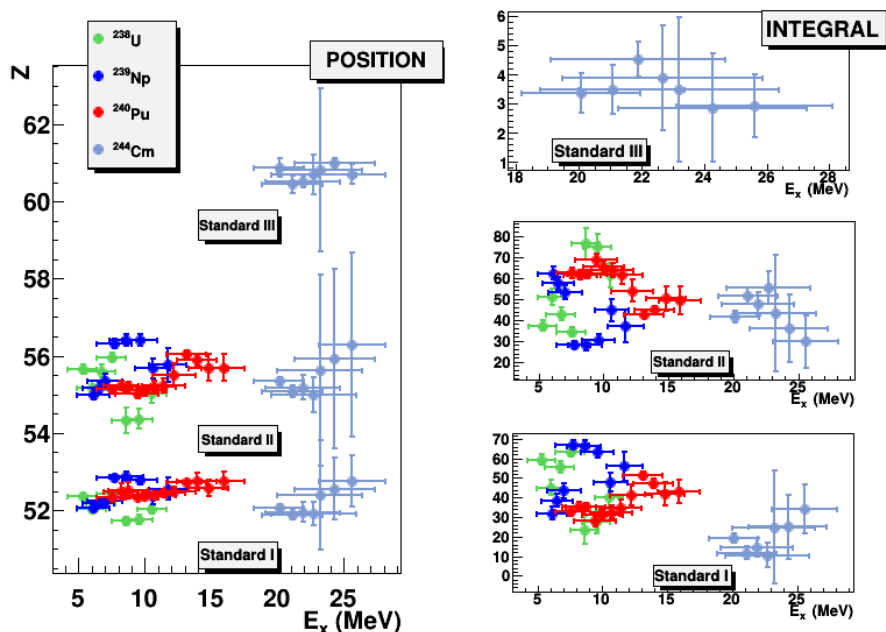 ²³⁸U
²³⁹Np
²⁴⁰Pu
²⁴⁴Cm
POSITION
Z
62
60
58
56
54
52
Standard III
Standard II
Standard I
5 10 15 20 25
Eₓ (MeV)
INTEGRAL
6
5
4
3
2
1
Standard III
18 20 22 24 26 28
Eₓ (MeV)
80
70
60
50
40
30
20
Standard II
5 10 15 20 25
Eₓ (MeV)
70
60
50
40
30
20
10
0
Standard I
5 10 15 20 25
Eₓ (MeV)